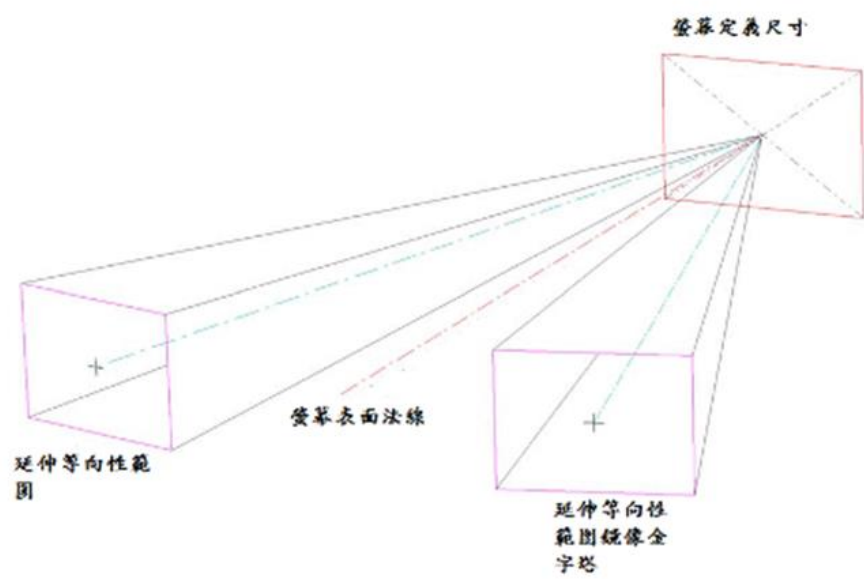 螢幕定義尺寸
螢幕表面法線
延伸等向性範
圍
延伸等向性
範圍鏡像金
字塔